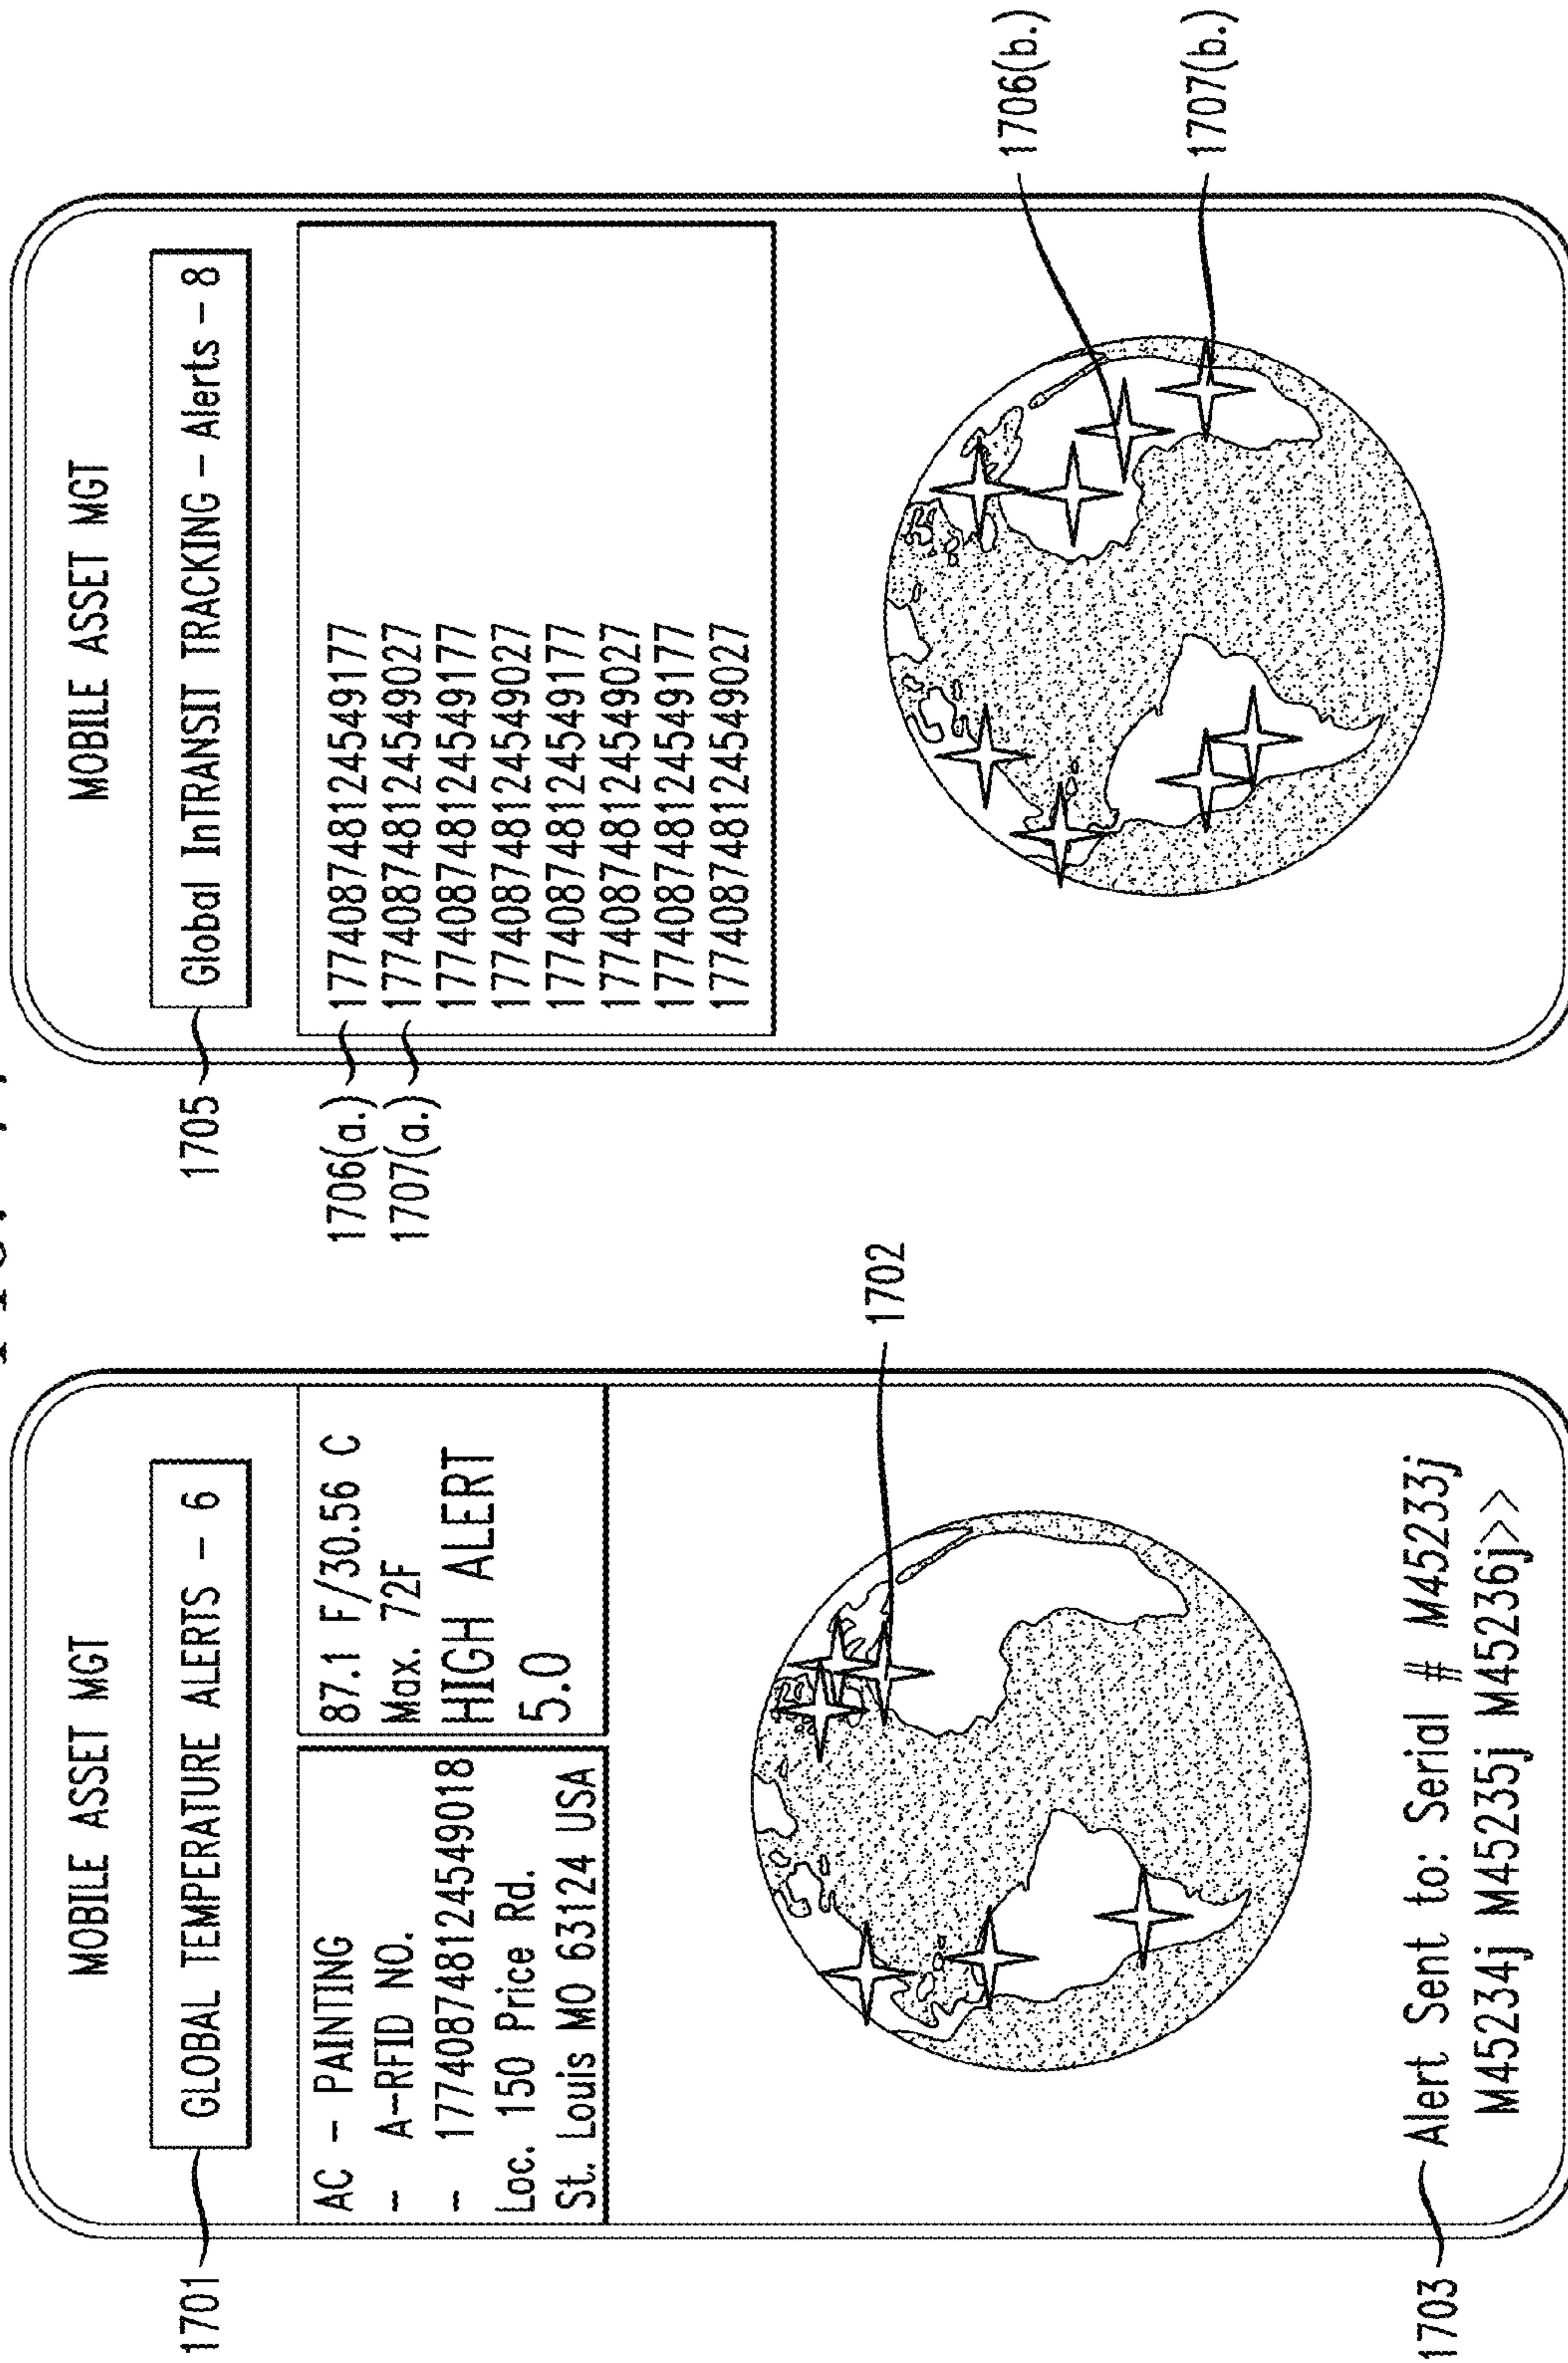 1701
MOBILE ASSET MGT
GLOBAL TEMPERATURE ALERTS - 6
AC - PAINTING
- A-RFID NO.
- 17740874812454 9018
Loc. 150 Price Rd.
St. Louis MO 63124 USA
87.1 F/30.56 C
Max. 72F
HIGH ALERT
5.0
1702
1703
Alert Sent to: Serial # M45233j
M45234j M45235j M45236j>>
1705
MOBILE ASSET MGT
Global InTRANSIT TRACKING - Alerts - 8
1706(a.)
1707(a.)
177408748124549177
177408748124549027
177408748124549177
177408748124549027
177408748124549177
177408748124549027
177408748124549177
177408748124549027
1706(b.)
1707(b.)